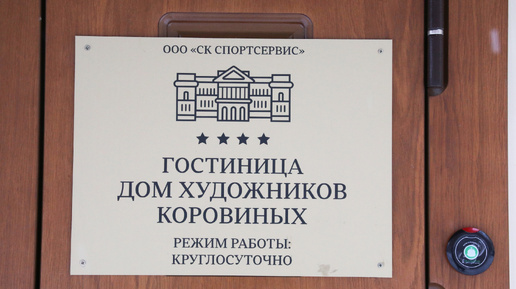 ООО «СК СПОРТСЕРВИС»
ГОСТИНИЦА
ДОМ ХУДОЖНИКОВ
КОРОВИНЫХ
РЕЖИМ РАБОТЫ:
КРУГЛОСУТОЧНО